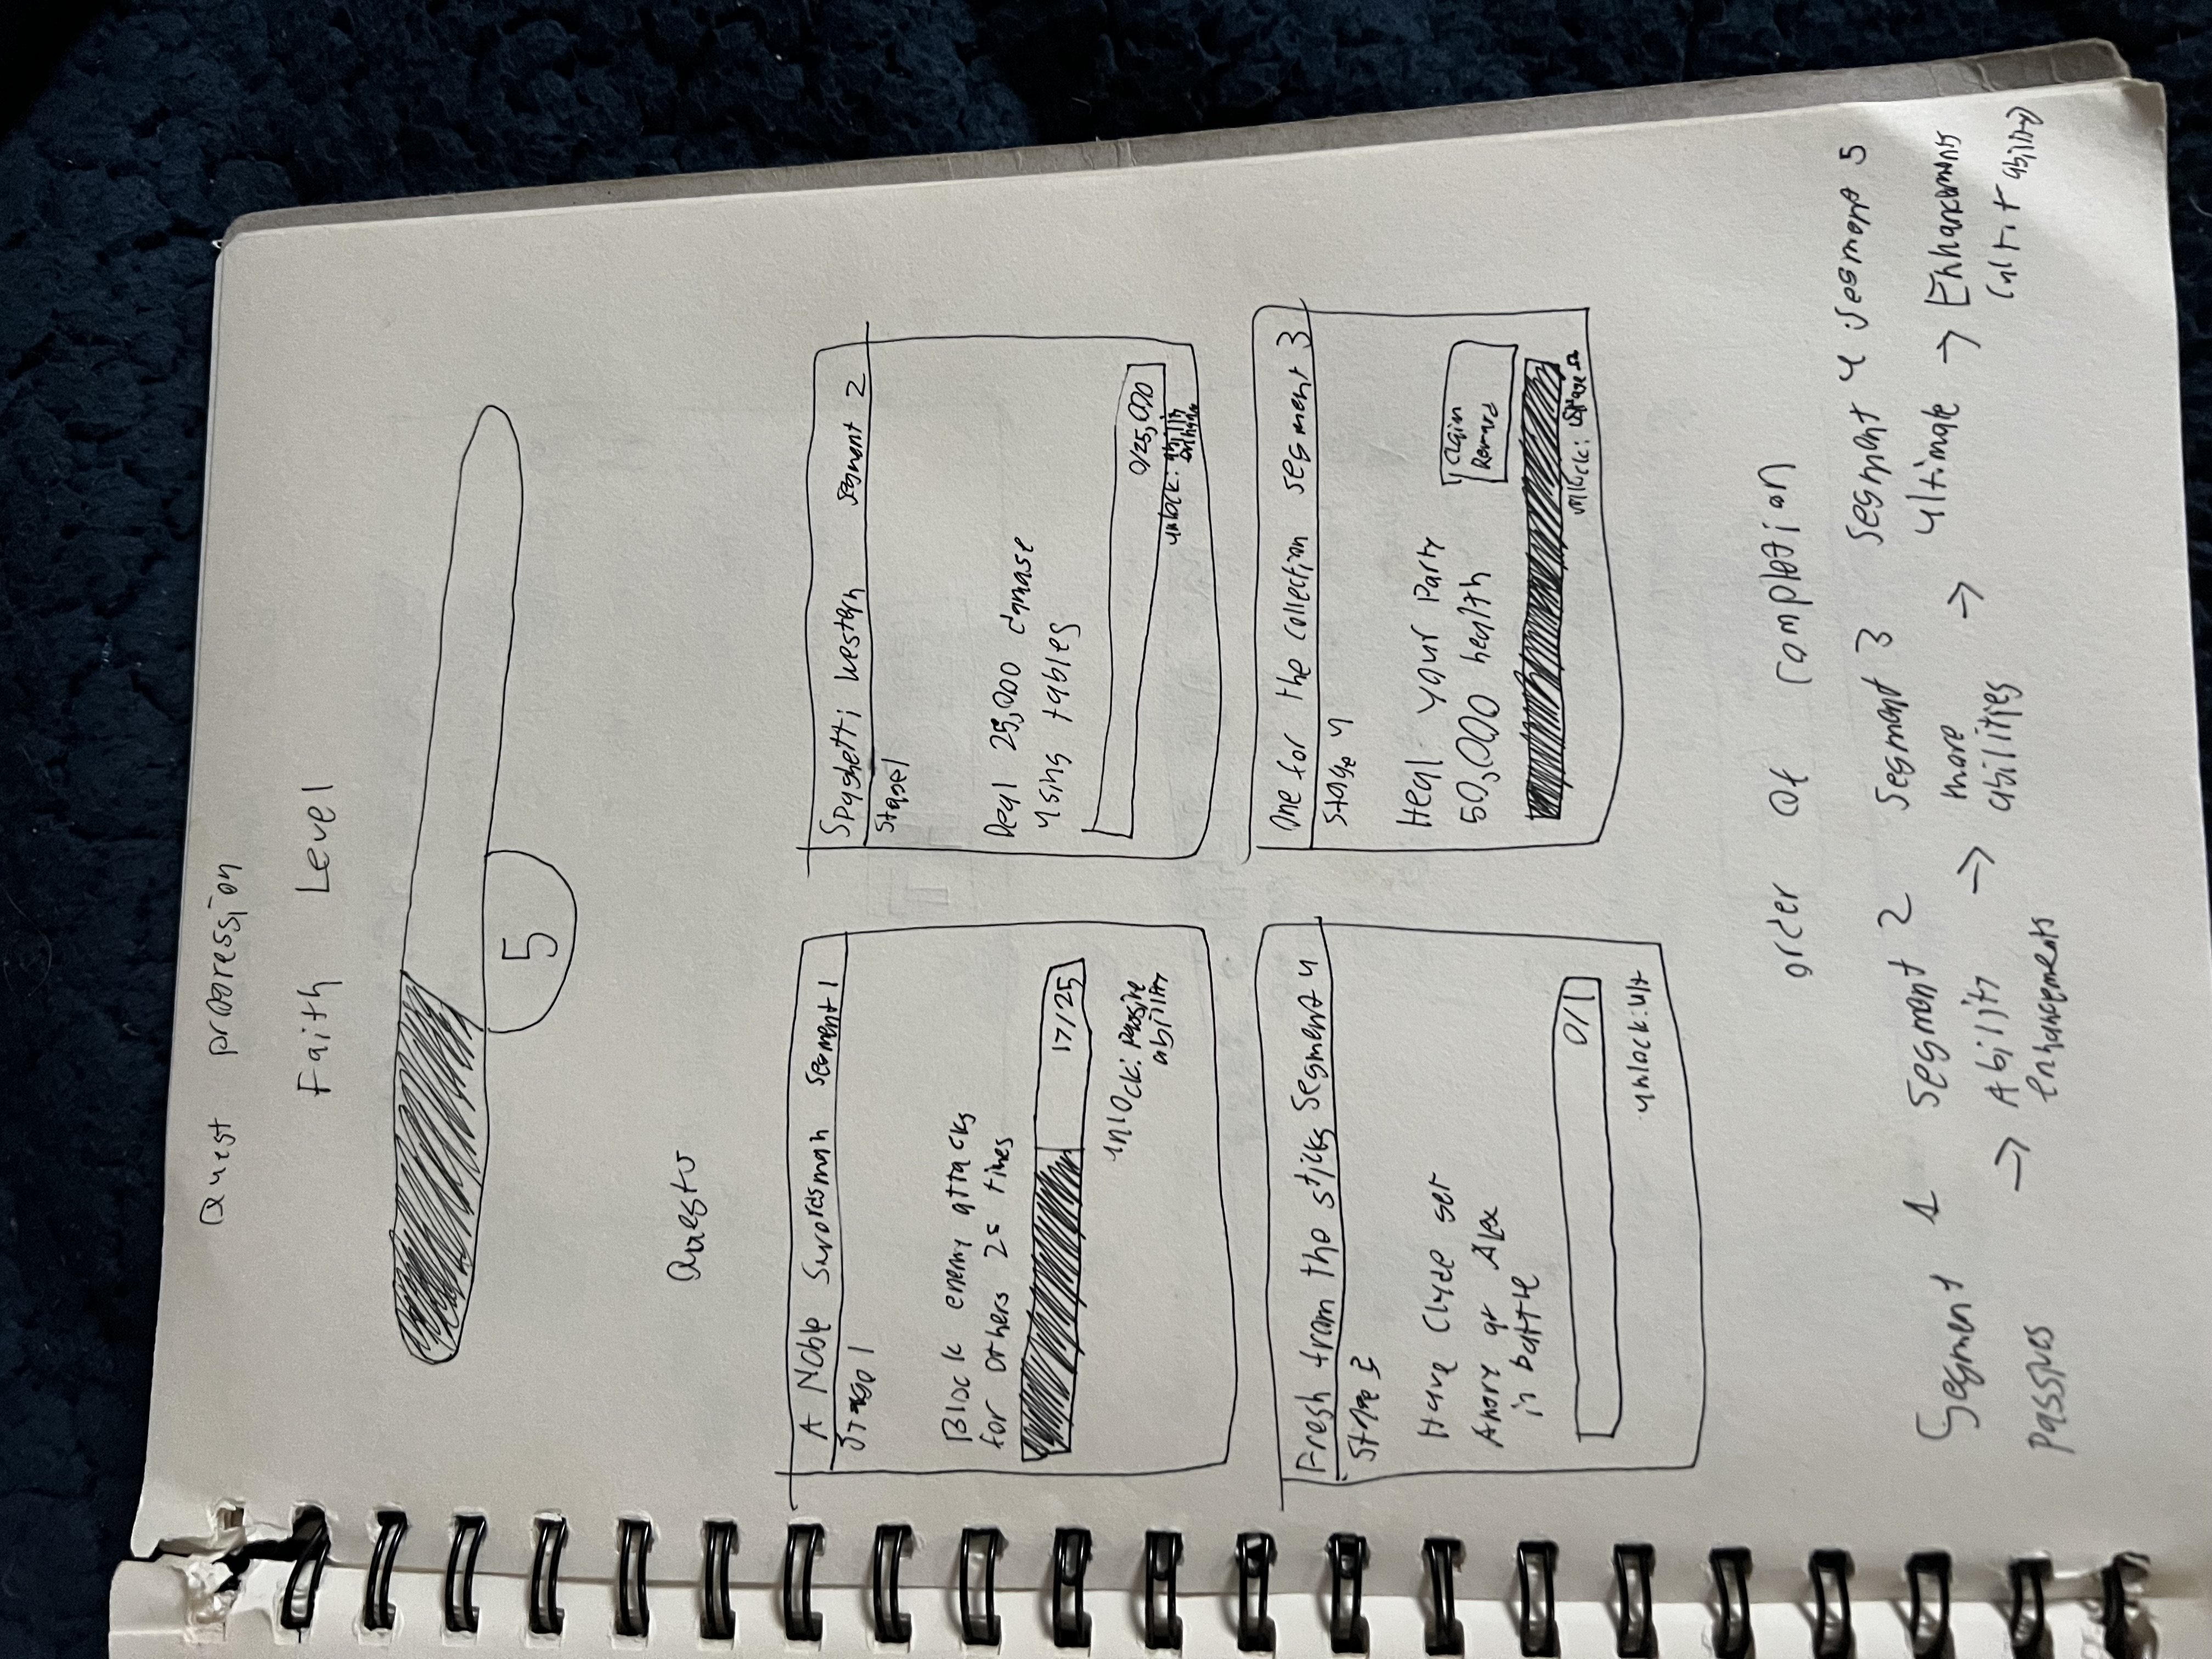 Quest progression
Faith Level
5
Quests
A Noble Swordsman Segment 1
Stage 1
Block enemy attacks
for others 25 times
17/25
unlock: passive
ability
Spaghetti Western Segment 2
Stage 1
Deal 25,000 damage
using tables
0/25,000
unlock: ability
Fresh from the sticks Segment 4
Stage 3
Have Clyde get
Angry at Alex
in battle
0/1
unlock: ult
One for the collection segment 3
Stage 4
Heal your Party
50,000 health
Claim
Reward
unlock:
order of completion
Segment 1
Passives
→
Segment 2
Ability
enhancements
→
Segment 3
more
abilities
→
Segment 4
ultimate
→
Segment 5
Enhancements
(ult + abilities)